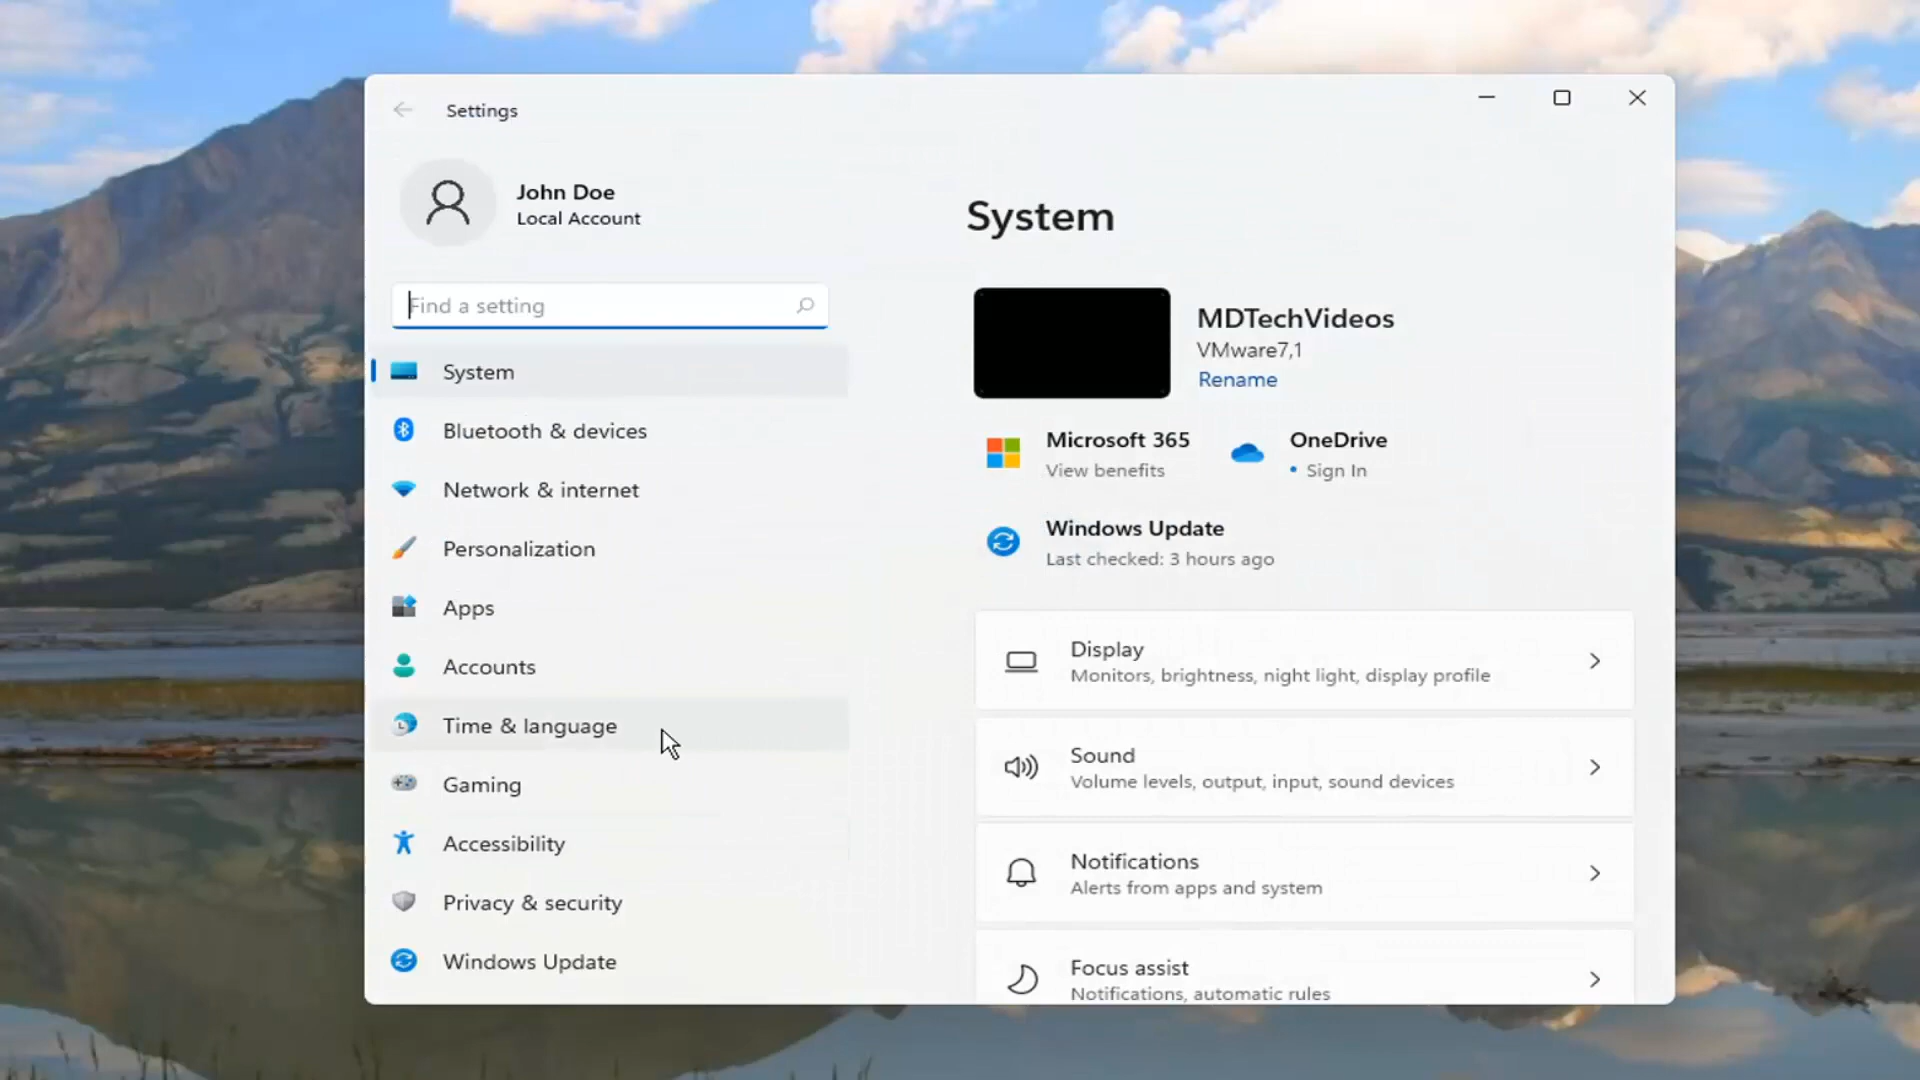 Settings
John Doe
Local Account
Find a setting
System
Bluetooth & devices
Network & internet
Personalization
Apps
Accounts
Time & language
Gaming
Accessibility
Privacy & security
Windows Update
System
MDTechVideos
VMware7,1
Rename
Microsoft 365
View benefits
OneDrive
• Sign In
Windows Update
Last checked: 3 hours ago
Display
Monitors, brightness, night light, display profile
Sound
Volume levels, output, input, sound devices
Notifications
Alerts from apps and system
Focus assist
Notifications, automatic rules